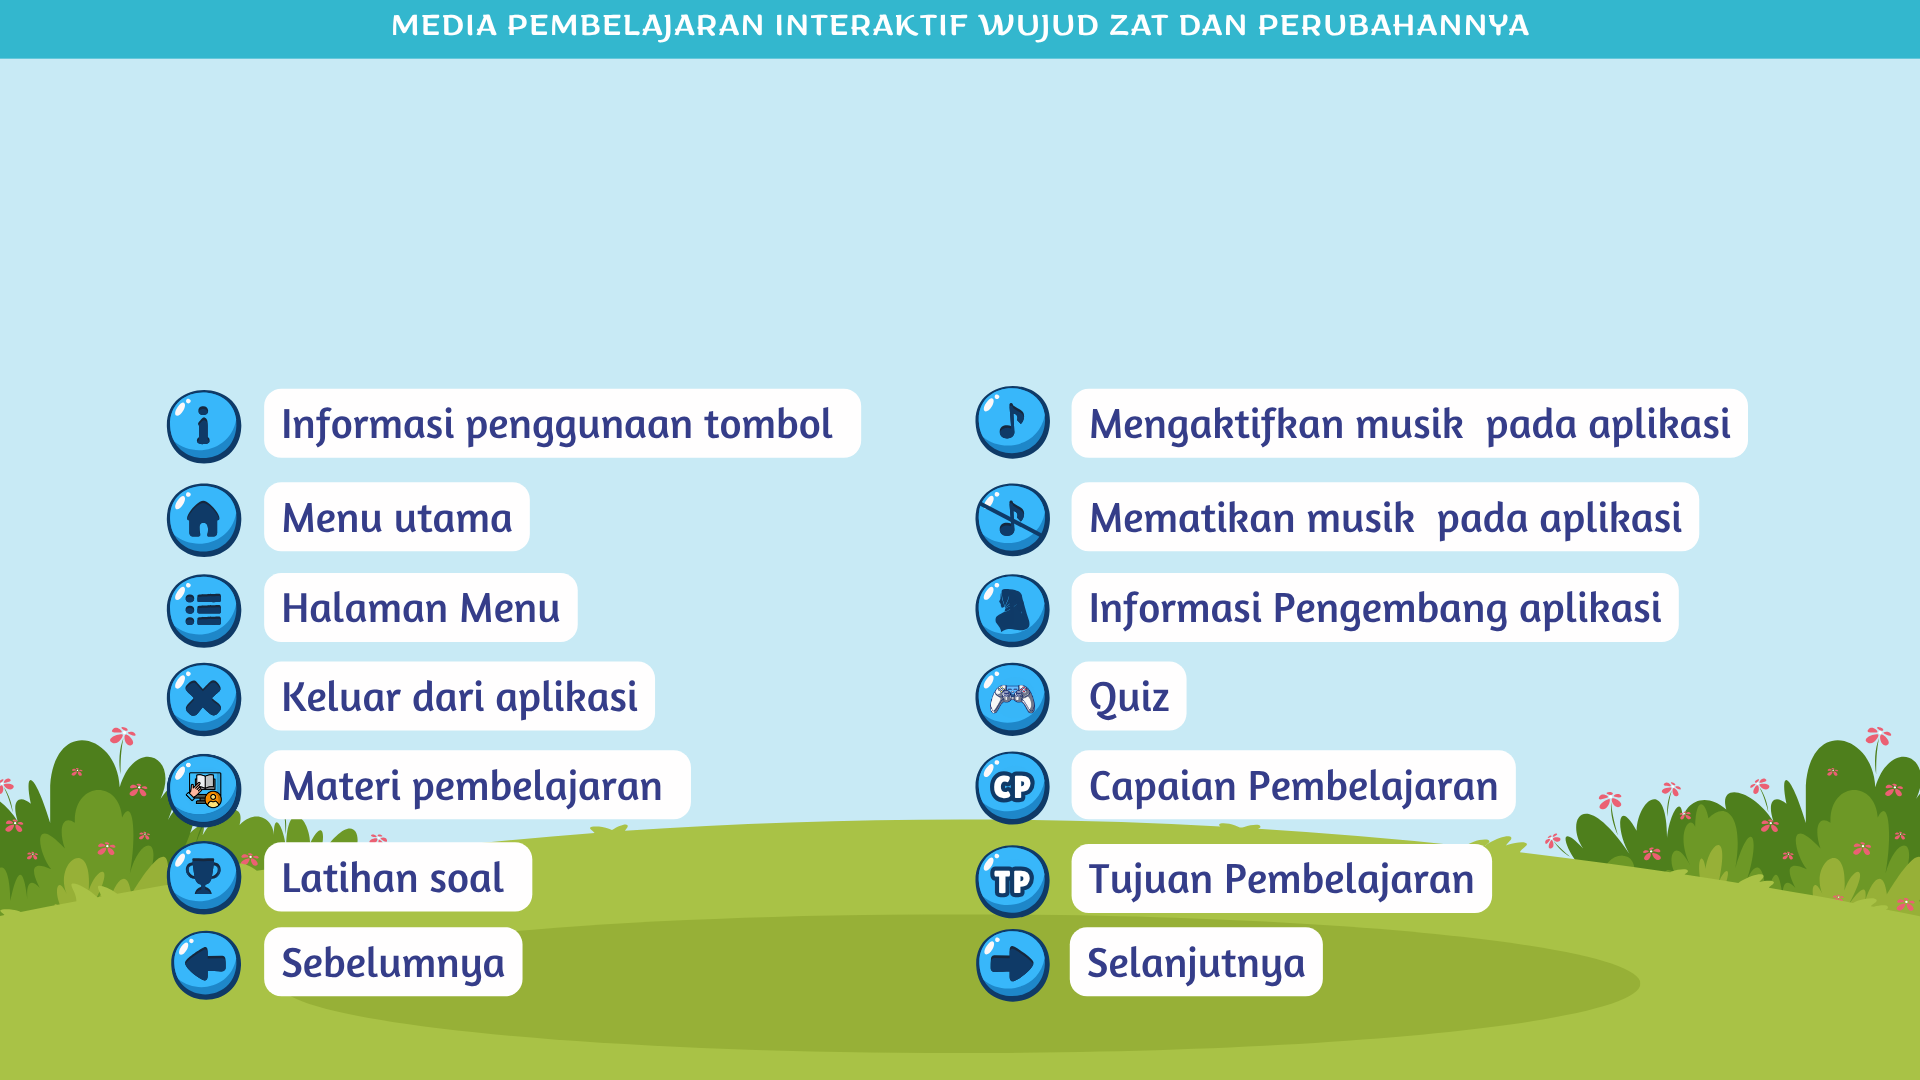 MEDIA PEMBELAJARAN INTERAKTIF WUJUD ZAT DAN PERUBAHANNYA
Informasi penggunaan tombol
Menu utama
Halaman Menu
Keluar dari aplikasi
Materi pembelajaran
Latihan soal
Sebelumnya
Mengaktifkan musik pada aplikasi
Mematikan musik pada aplikasi
Informasi Pengembang aplikasi
Quiz
CP Capaian Pembelajaran
TP Tujuan Pembelajaran
Selanjutnya